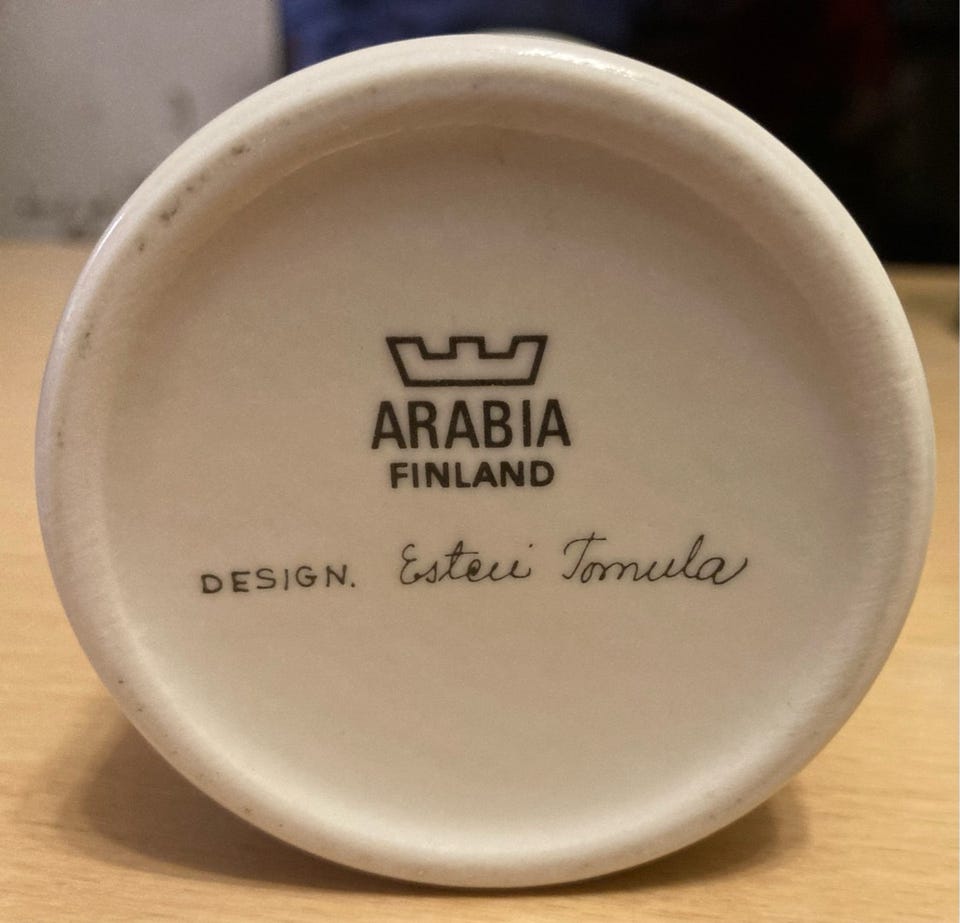 ARABIA
FINLAND
DESIGN. Esteri Tomula